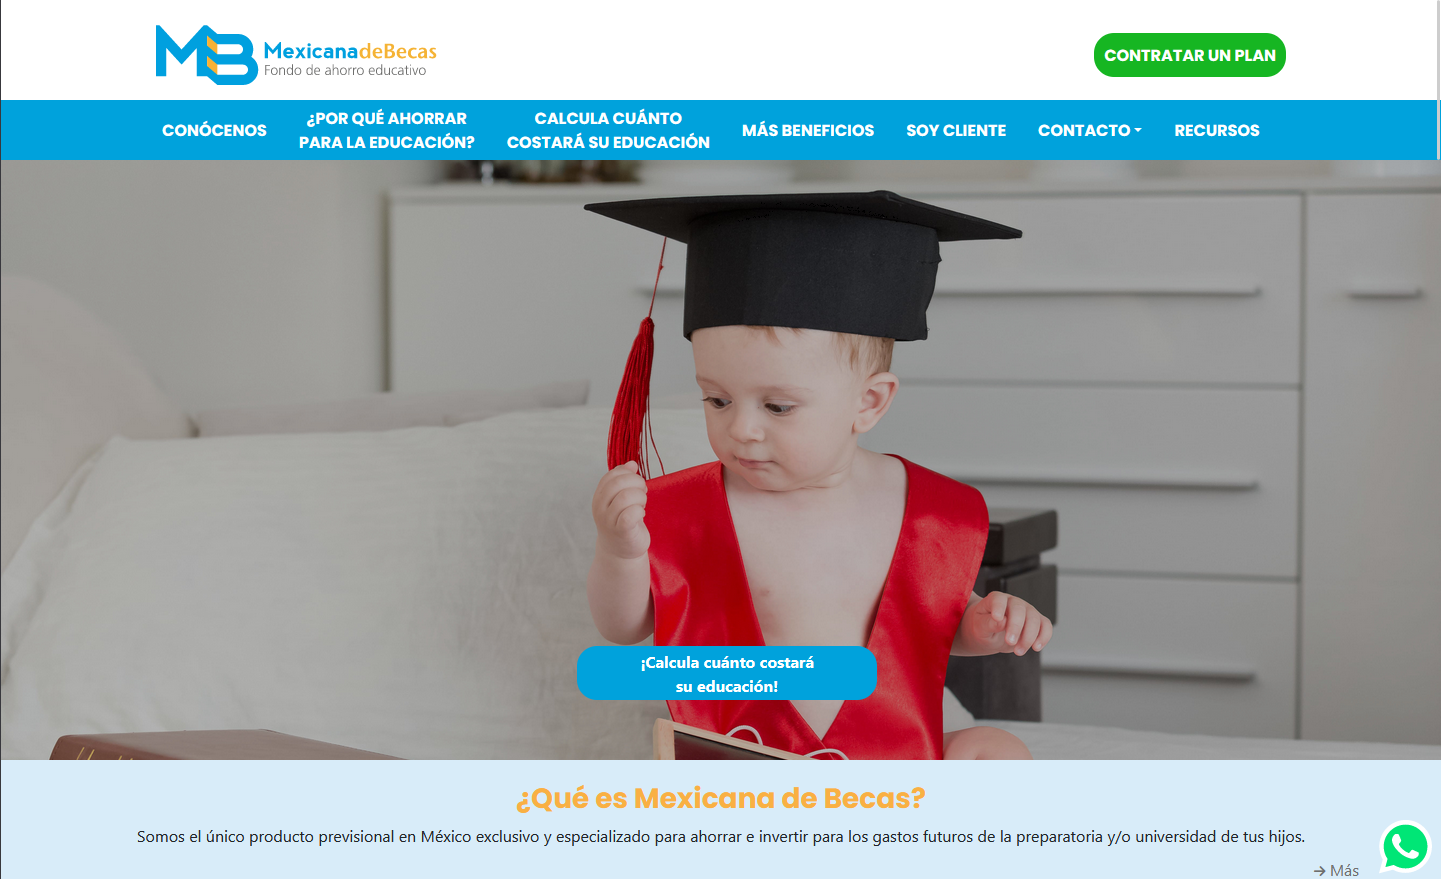 MB
MexicanadeBecas
Fondo de ahorro educativo
CONTRATAR UN PLAN
CONÓCENOS
¿POR QUÉ AHORRAR
PARA LA EDUCACIÓN?
CALCULA CUÁNTO
COSTARÁ SU EDUCACIÓN
MÁS BENEFICIOS
SOY CLIENTE
CONTACTO
RECURSOS
¡Calcula cuánto costará
su educación!
¿Qué es Mexicana de Becas?
Somos el único producto previsional en México exclusivo y especializado para ahorrar e invertir para los gastos futuros de la preparatoria y/o universidad de tus hijos.
→ Más